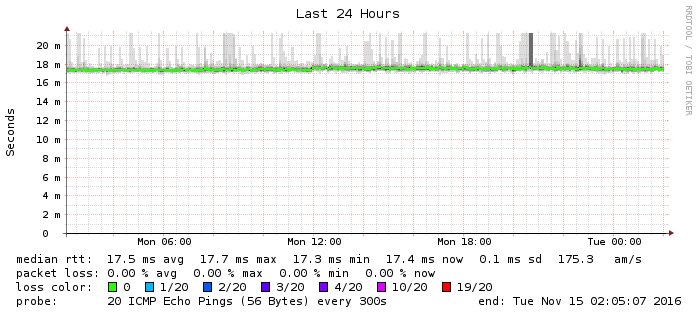 Last 24 Hours
RRDTOOL / TOBI OETIKER
Seconds
20 m
18 m
16 m
14 m
12 m
10 m
8 m
6 m
4 m
2 m
0
Mon 06:00 Mon 12:00 Mon 18:00 Tue 00:00
median rtt: 17.5 ms avg 17.7 ms max 17.3 ms min 17.4 ms now 0.1 ms sd 175.3 am/s
packet loss: 0.00 % avg 0.00 % max 0.00 % min 0.00 % now
loss color: 0 1/20 2/20 3/20 4/20 10/20 19/20
probe: 20 ICMP Echo Pings (56 Bytes) every 300s end: Tue Nov 15 02:05:07 2016